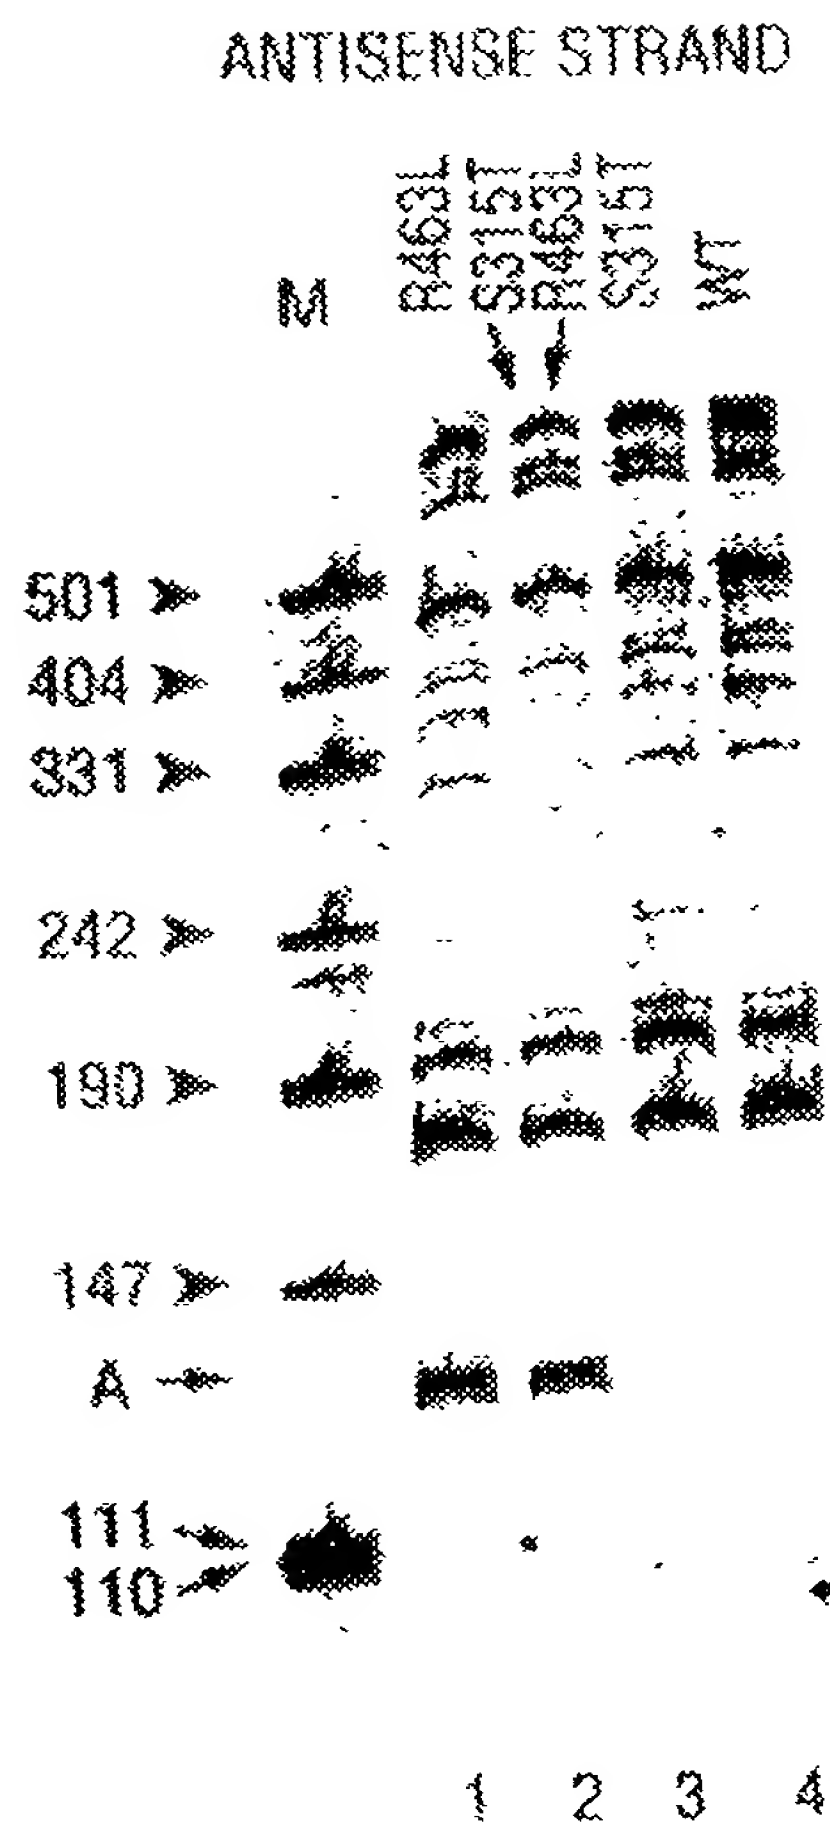 ANTISENSE STRAND
M
R463L
S315T
R463L
S315T
WT
501
404
331
242
190
147
A
111
110
1 2 3 4